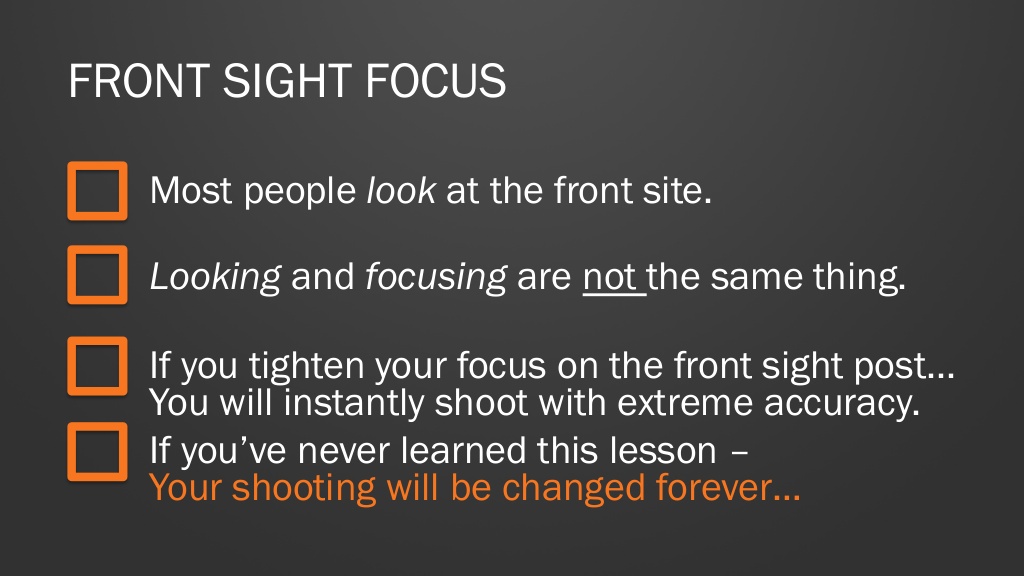 FRONT SIGHT FOCUS
Most people look at the front site.
Looking and focusing are not the same thing.
If you tighten your focus on the front sight post...
You will instantly shoot with extreme accuracy.
If you’ve never learned this lesson –
Your shooting will be changed forever...